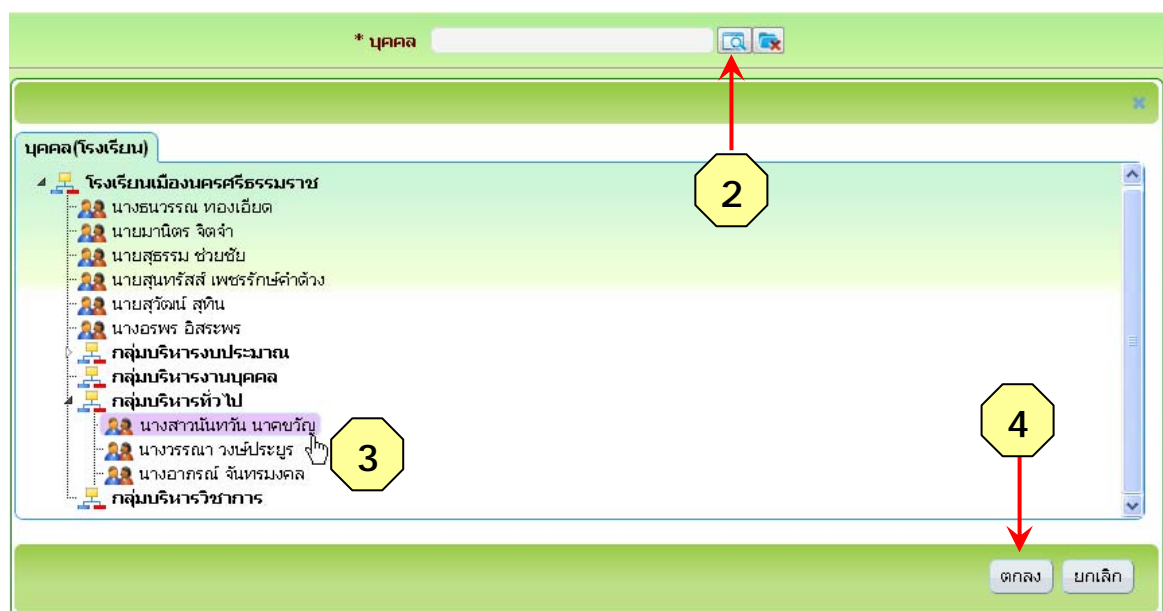 * บุคคล
2
บุคคล(โรงเรียน)
โรงเรียนเมืองนครศรีธรรมราช
นางธนวรรณ ทองเอียด
นายมานิตร จิตจำ
นายสุธรรม ช่วยชัย
นายสุนทรัสส์ เพชรรักษ์คำด้วง
นายสุวัฒน์ สุทิน
นางอรพร อิสระพร
กลุ่มบริหารงบประมาณ
กลุ่มบริหารงานบุคคล
กลุ่มบริหารทั่วไป
นางสาวนันทวัน นาคขวัญ
นางวรรณา วงษ์ประยูร
นางอาภรณ์ จันทรมงคล
กลุ่มบริหารวิชาการ
3
4
ตกลง ยกเลิก